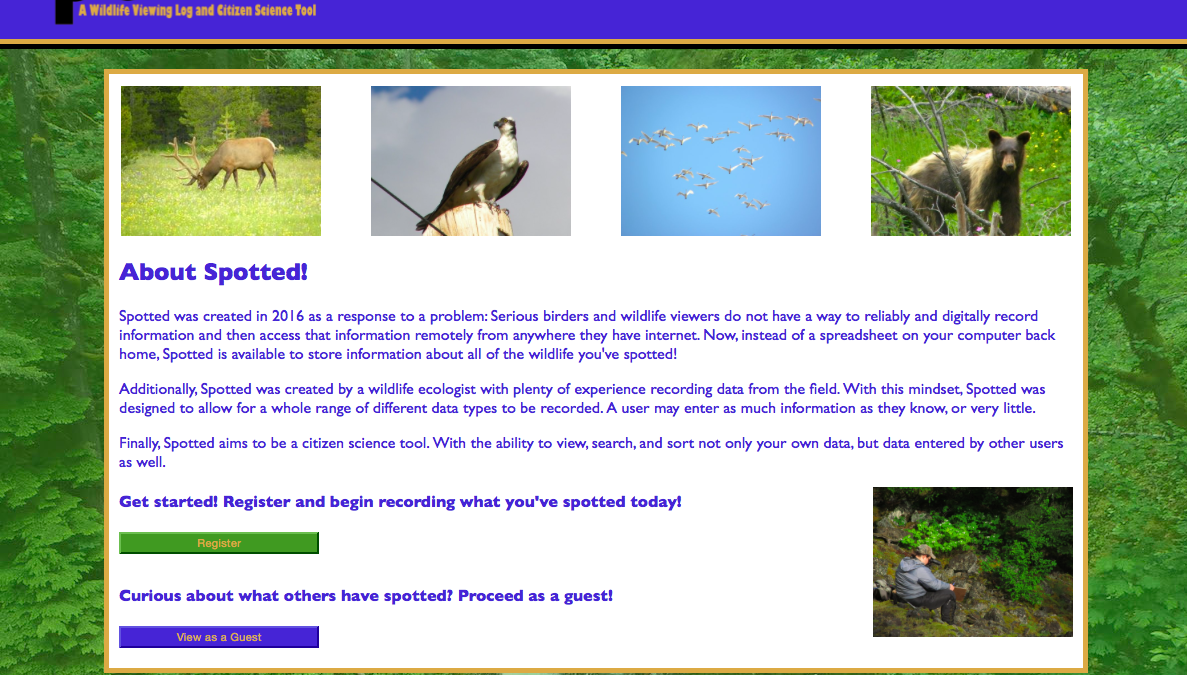 A Wildlife Viewing Log and Citizen Science Tool
About Spotted!
Spotted was created in 2016 as a response to a problem: Serious birders and wildlife viewers do not have a way to reliably and digitally record
information and then access that information remotely from anywhere they have internet. Now, instead of a spreadsheet on your computer back
home, Spotted is available to store information about all of the wildlife you've spotted!
Additionally, Spotted was created by a wildlife ecologist with plenty of experience recording data from the field. With this mindset, Spotted was
designed to allow for a whole range of different data types to be recorded. A user may enter as much information as they know, or very little.
Finally, Spotted aims to be a citizen science tool. With the ability to view, search, and sort not only your own data, but data entered by other users
as well.
Get started! Register and begin recording what you've spotted today!
Register
Curious about what others have spotted? Proceed as a guest!
View as a Guest